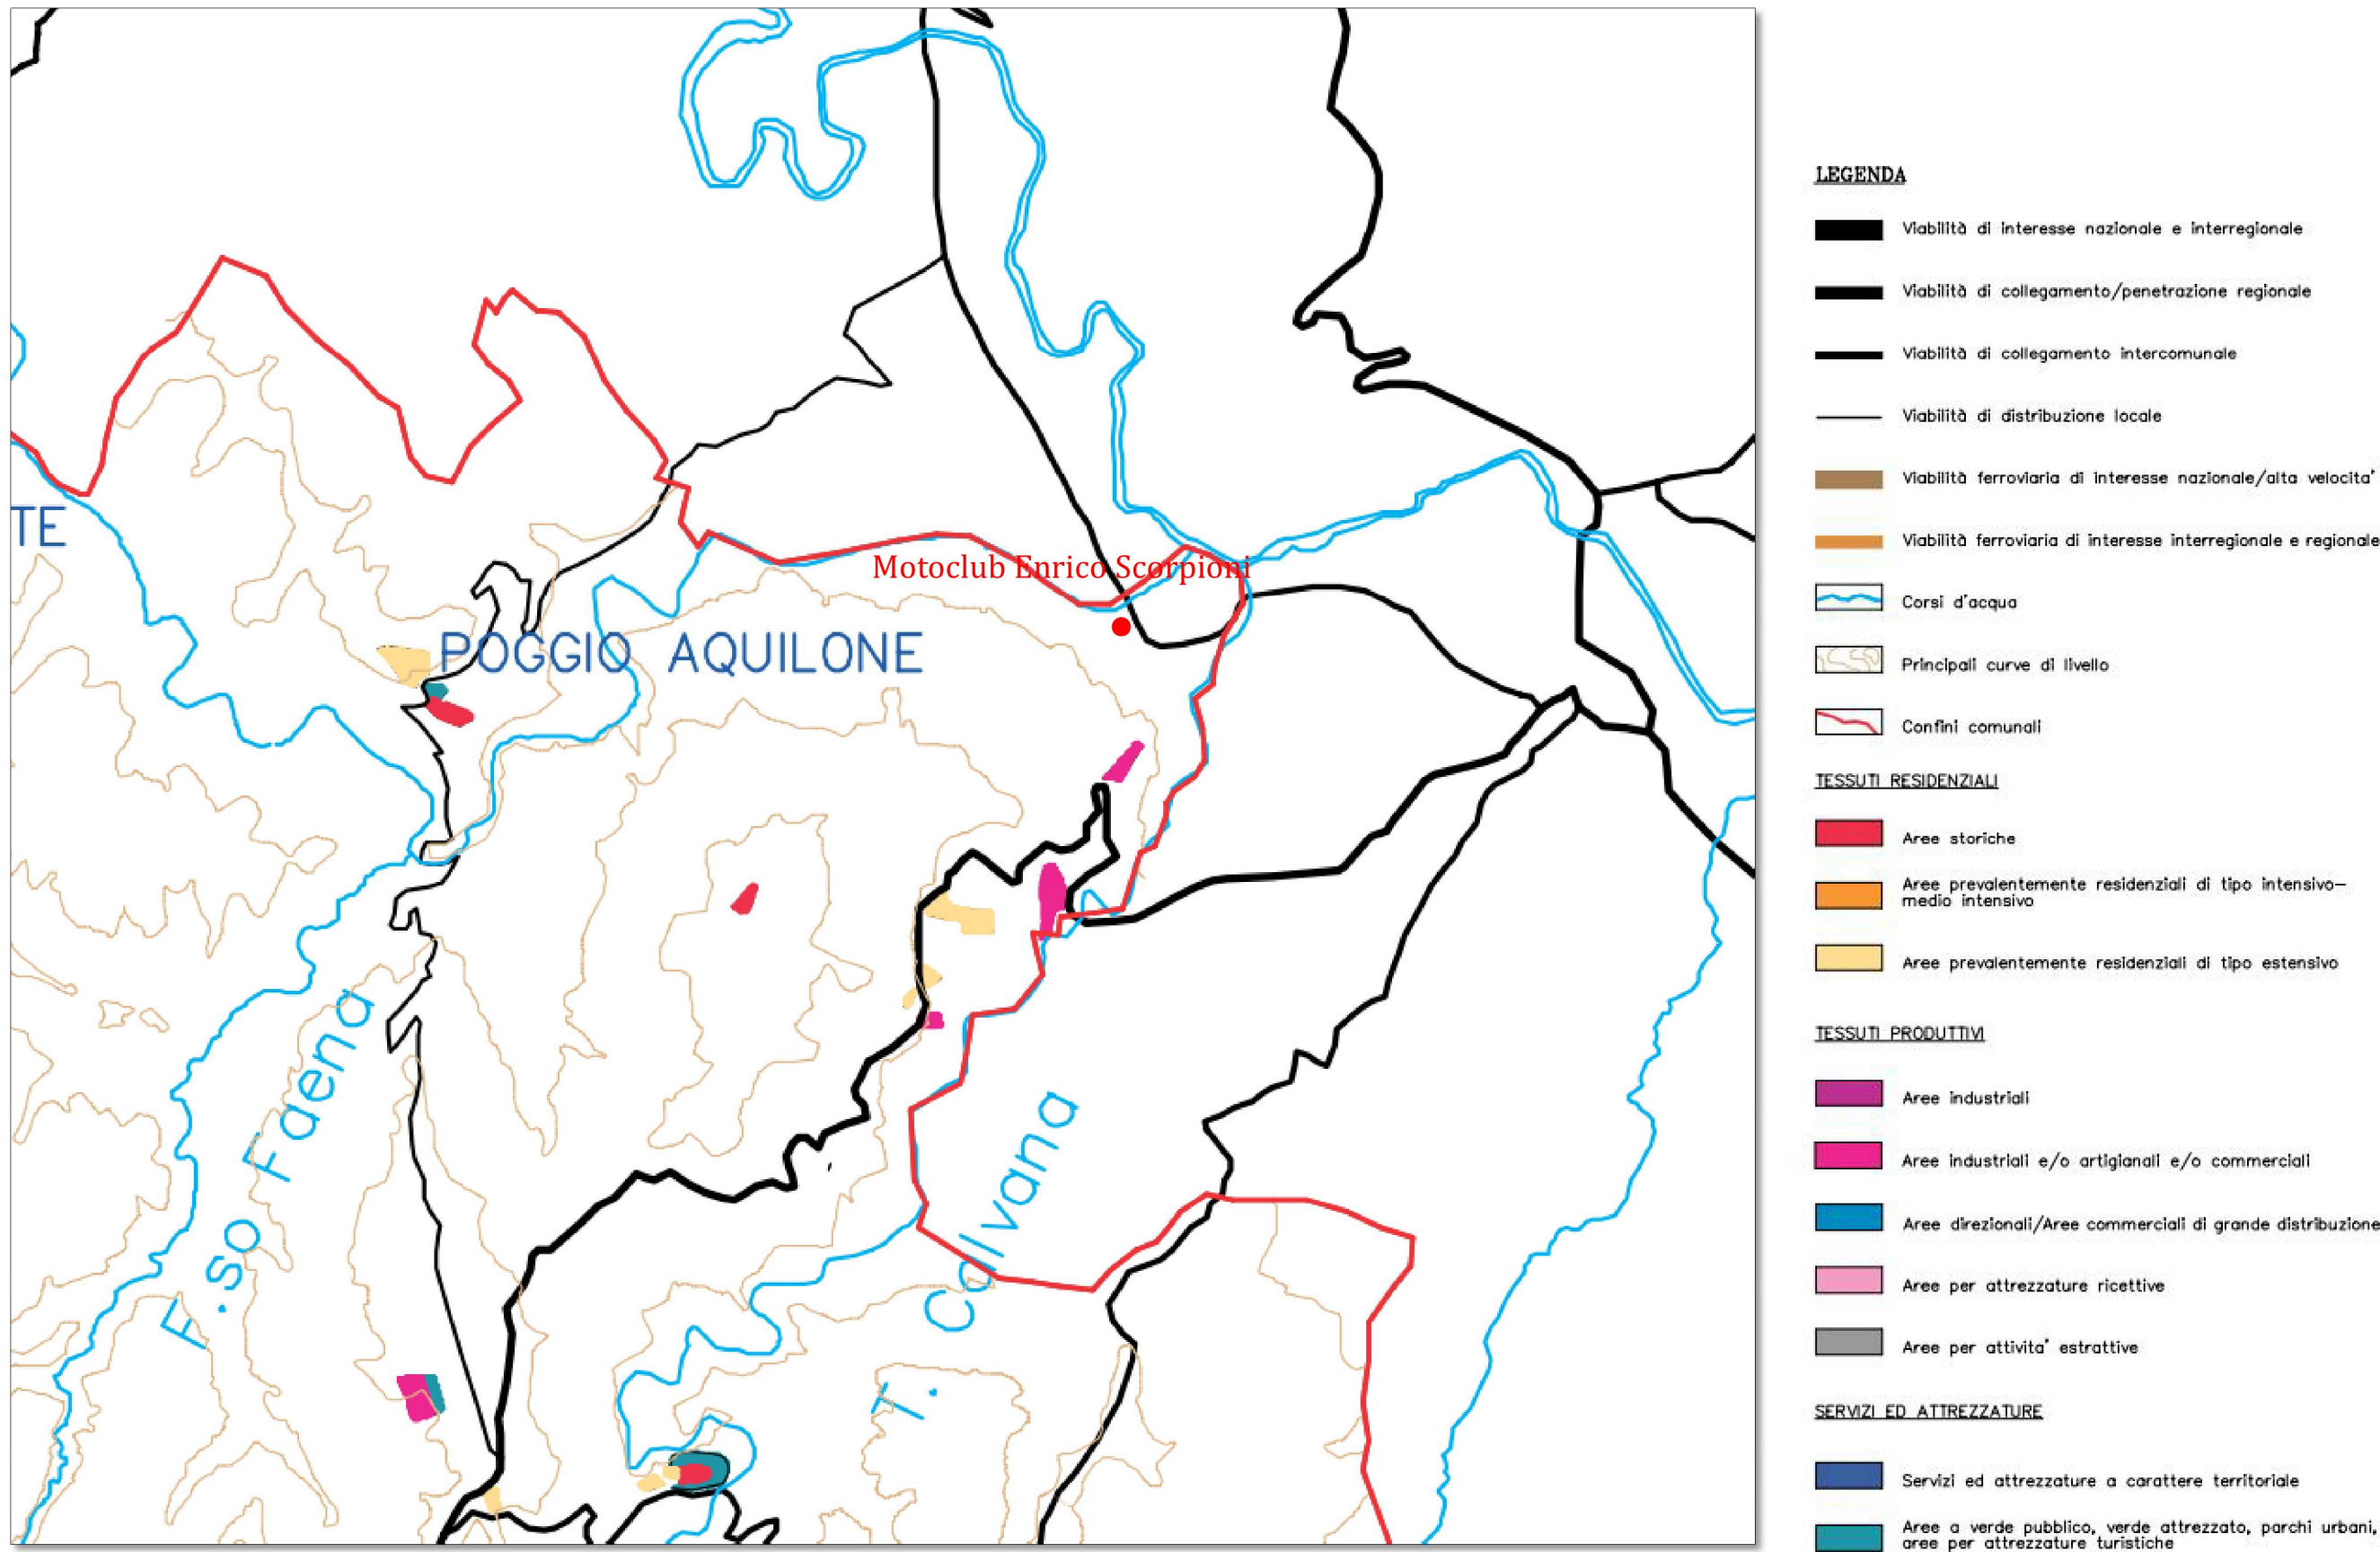 TE
Motoclub Enrico Scorpioni
POGGIO AQUILONE
F.so Faena
T. Calvana
LEGENDA
Viabilità di interesse nazionale e interregionale
Viabilità di collegamento/penetrazione regionale
Viabilità di collegamento intercomunale
Viabilità di distribuzione locale
Viabilità ferroviaria di interesse nazionale/alta velocita'
Viabilità ferroviaria di interesse interregionale e regionale
Corsi d'acqua
Principali curve di livello
Confini comunali
TESSUTI RESIDENZIALI
Aree storiche
Aree prevalentemente residenziali di tipo intensivo-
medio intensivo
Aree prevalentemente residenziali di tipo estensivo
TESSUTI PRODUTTIVI
Aree industriali
Aree industriali e/o artigianali e/o commerciali
Aree direzionali/Aree commerciali di grande distribuzione
Aree per attrezzature ricettive
Aree per attivita' estrattive
SERVIZI ED ATTREZZATURE
Servizi ed attrezzature a carattere territoriale
Aree a verde pubblico, verde attrezzato, parchi urbani,
aree per attrezzature turistiche